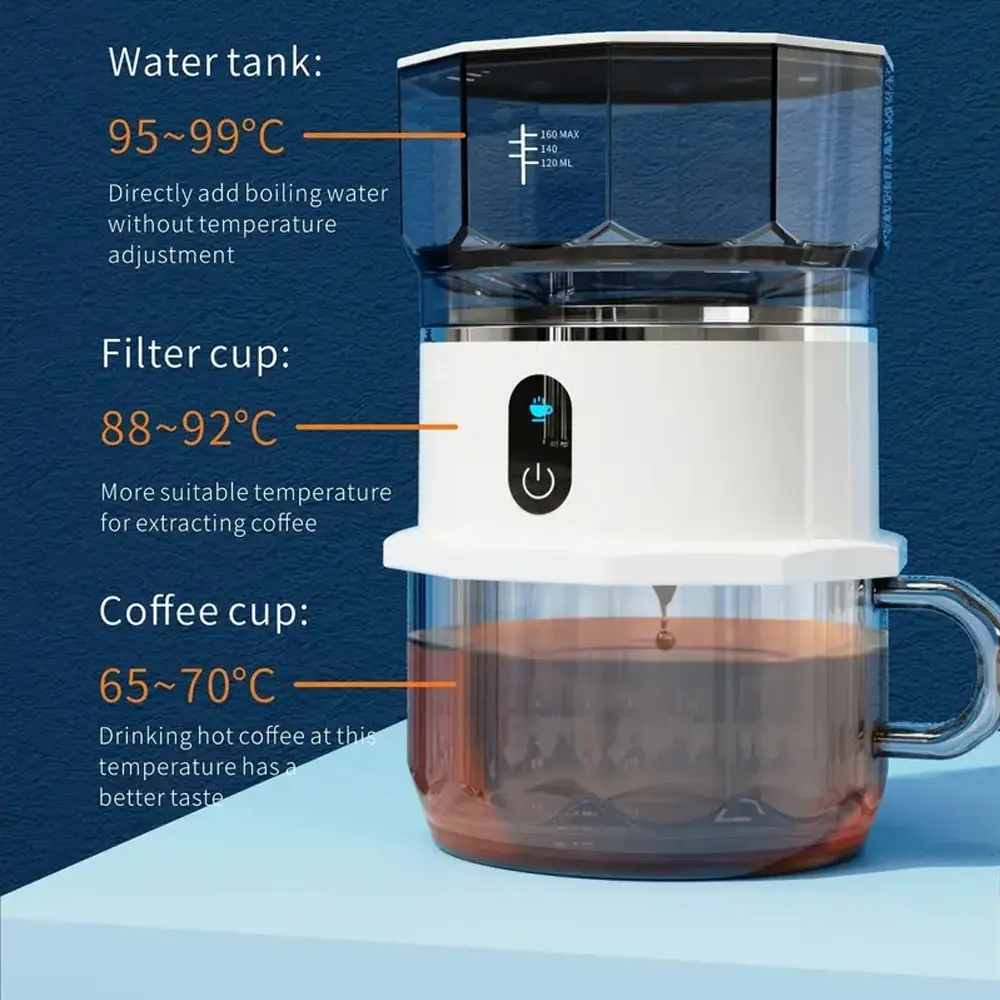 Water tank:
95~99°C
Directly add boiling water
without temperature
adjustment
160 MAX
140
120 ML
Filter cup:
88~92°C
More suitable temperature
for extracting coffee
Coffee cup:
65~70°C
Drinking hot coffee at this
temperature has a
better taste